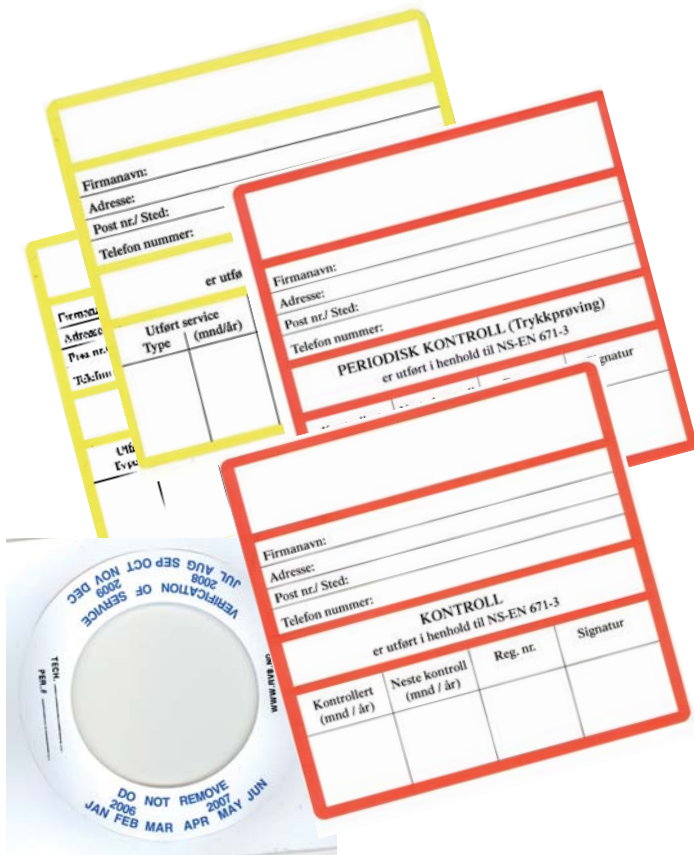 Firmanavn:
Adresse:
Post nr./ Sted:
Telefon nummer:
er utfø
Utført service
Type (mnd/år)
Firmanavn:
Adresse:
Post nr./ Sted:
Telefon nummer:
PERIODISK KONTROLL (Trykkprøving)
er utført i henhold til NS-EN 671-3
gnatur
Firmanavn:
Adresse:
Post nr./ Sted:
Telefon nummer:
KONTROLL
er utført i henhold til NS-EN 671-3
Kontrollert (mnd / år)
Neste kontroll (mnd / år)
Reg. nr.
Signatur
JUL AUG SEP OCT NOV DEC
2008 2009
VERIFICATION OF SERVICE
TECH.
PER.#
DO NOT REMOVE
2006 2007
JAN FEB MAR APR MAY JUN